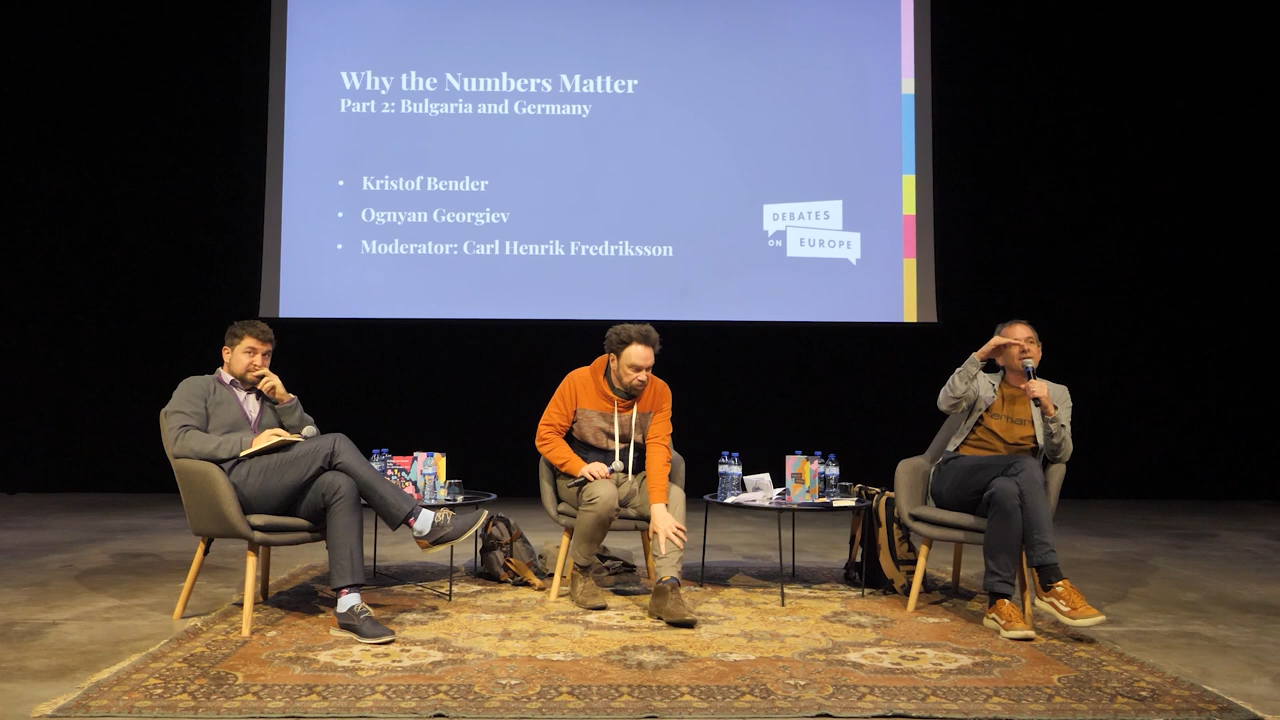 Why the Numbers Matter
Part 2: Bulgaria and Germany
• Kristof Bender
• Ognyan Georgiev
• Moderator: Carl Henrik Fredriksson
DEBATES
ON EUROPE